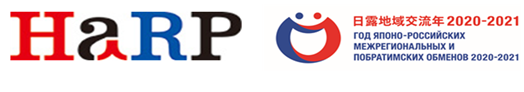 HaRP
日露地域交流年 2020-2021
ГОД ЯПОНО-РОССИЙСКИХ
МЕЖРЕГИОНАЛЬНЫХ И
ПОБРАТИМСКИХ ОБМЕНОВ 2020-2021